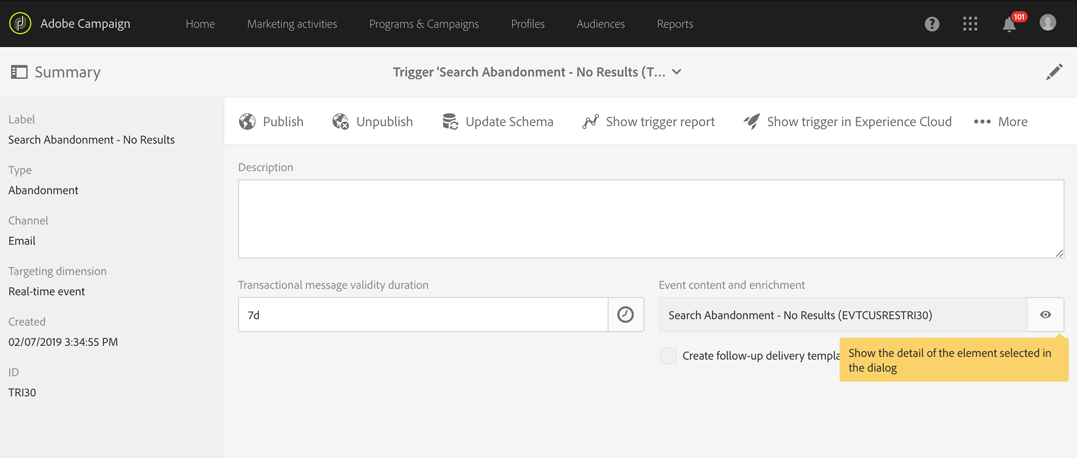 Adobe Campaign
Home
Marketing activities
Programs & Campaigns
Profiles
Audiences
Reports
101
Summary
Trigger 'Search Abandonment - No Results (T...
Publish
Unpublish
Update Schema
Show trigger report
Show trigger in Experience Cloud
More
Label
Search Abandonment - No Results
Type
Abandonment
Channel
Email
Targeting dimension
Real-time event
Created
02/07/2019 3:34:55 PM
ID
TRI30
Description
Transactional message validity duration
7d
Event content and enrichment
Search Abandonment - No Results (EVTCUSRESTRI30)
Create follow-up delivery templa
Show the detail of the element selected in
the dialog